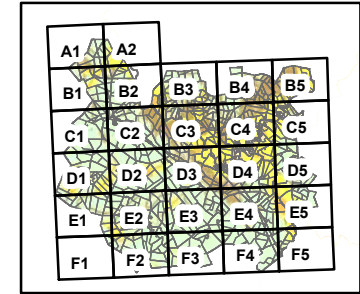 A1 A2
B1 B2 B3 B4 B5
C1 C2 C3 C4 C5
D1 D2 D3 D4 D5
E1 E2 E3 E4 E5
F1 F2 F3 F4 F5